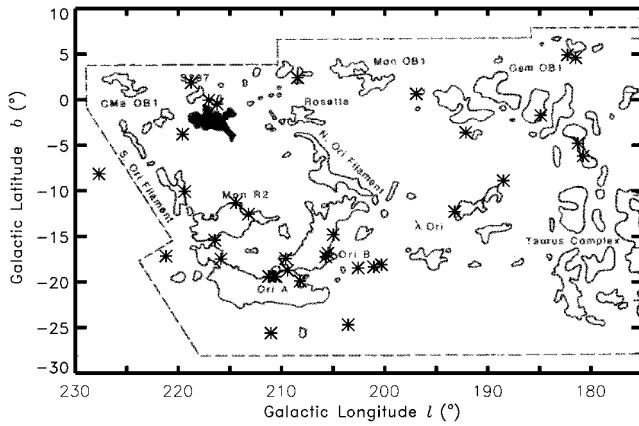 10
5
0
−5
−10
−15
−20
−25
−30
230
220
210
200
190
180
Galactic Latitude b (°)
Galactic Longitude l (°)
Mon OB1
Gem OB1
S287
CMa OB1
Rosette
N. Ori Filament
S. Ori Filament
Mon R2
λ Ori
Taurus Complex
Ori B
Ori A